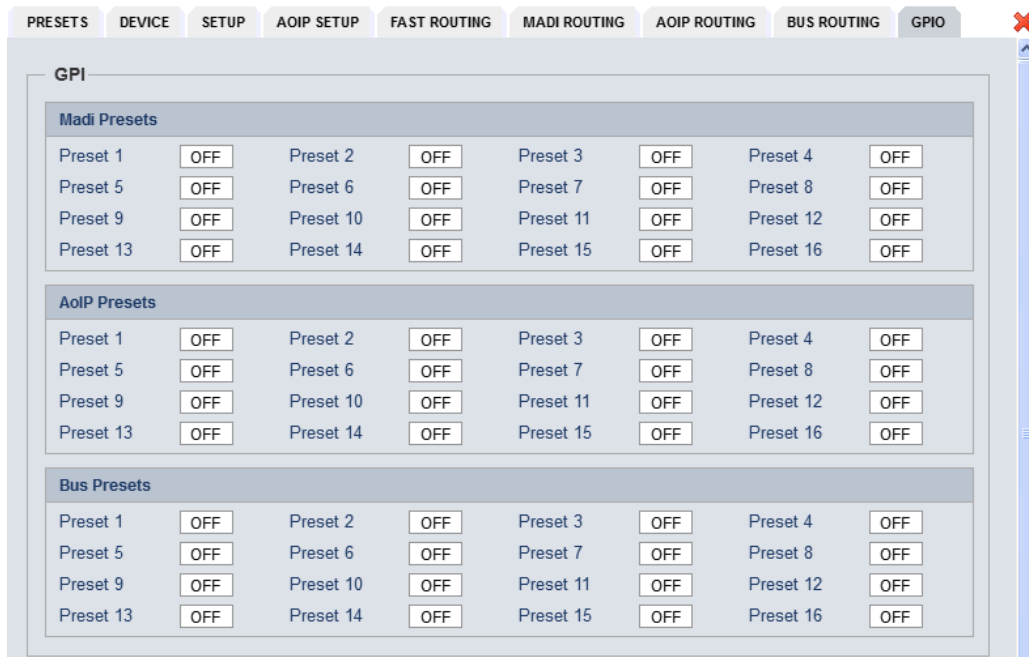 PRESETS DEVICE SETUP AOIP SETUP FAST ROUTING MADI ROUTING AOIP ROUTING BUS ROUTING GPIO
GPI
Madi Presets
Preset 1 OFF Preset 2 OFF Preset 3 OFF Preset 4 OFF
Preset 5 OFF Preset 6 OFF Preset 7 OFF Preset 8 OFF
Preset 9 OFF Preset 10 OFF Preset 11 OFF Preset 12 OFF
Preset 13 OFF Preset 14 OFF Preset 15 OFF Preset 16 OFF
AoIP Presets
Preset 1 OFF Preset 2 OFF Preset 3 OFF Preset 4 OFF
Preset 5 OFF Preset 6 OFF Preset 7 OFF Preset 8 OFF
Preset 9 OFF Preset 10 OFF Preset 11 OFF Preset 12 OFF
Preset 13 OFF Preset 14 OFF Preset 15 OFF Preset 16 OFF
Bus Presets
Preset 1 OFF Preset 2 OFF Preset 3 OFF Preset 4 OFF
Preset 5 OFF Preset 6 OFF Preset 7 OFF Preset 8 OFF
Preset 9 OFF Preset 10 OFF Preset 11 OFF Preset 12 OFF
Preset 13 OFF Preset 14 OFF Preset 15 OFF Preset 16 OFF